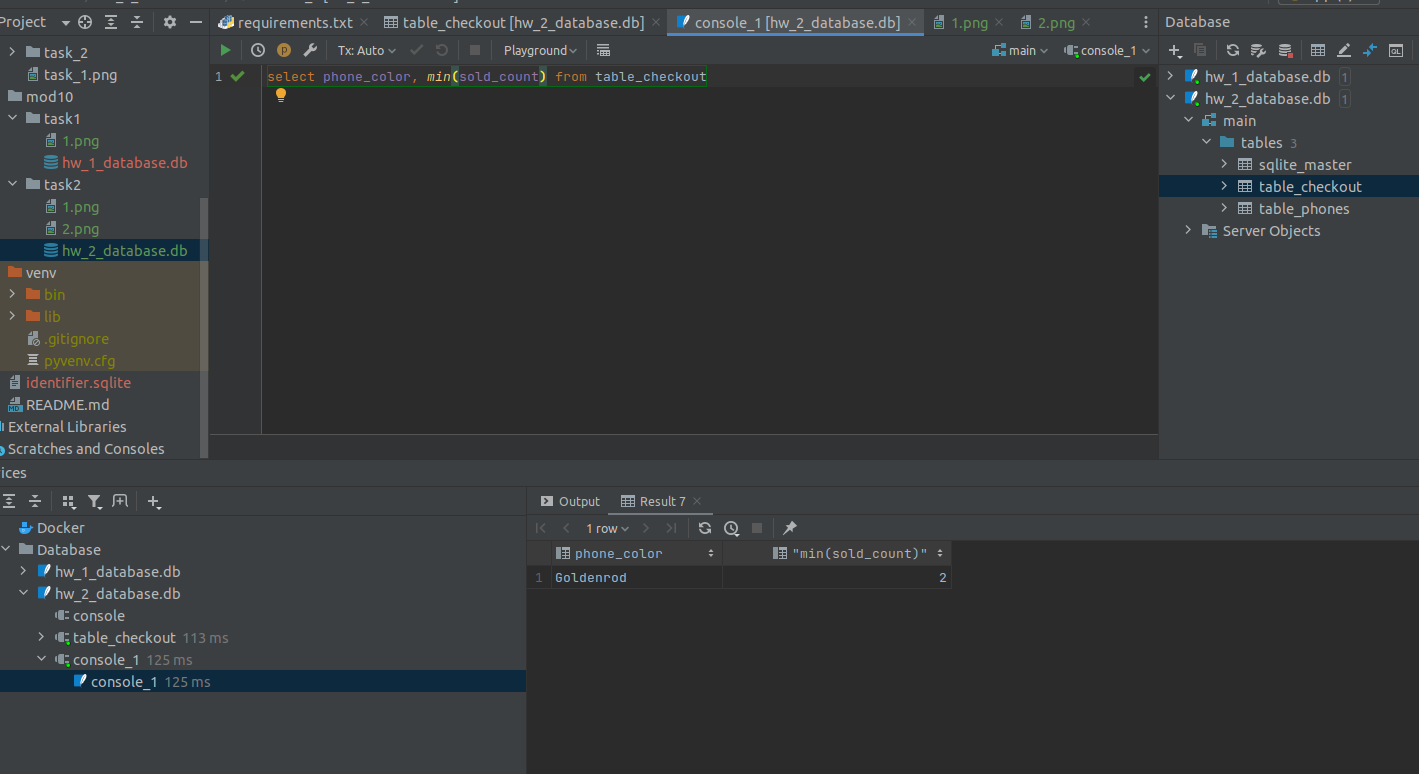 requirements.txt
table_checkout [hw_2_database.db]
console_1 [hw_2_database.db]
1.png
2.png
Project
task_2
task_1.png
mod10
task1
1.png
hw_1_database.db
task2
1.png
2.png
hw_2_database.db
venv
bin
lib
.gitignore
pyvenv.cfg
identifier.sqlite
README.md
External Libraries
Scratches and Consoles
Tx: Auto
Playground
main
console_1
1 select phone_color, min(sold_count) from table_checkout
Database
hw_1_database.db 1
hw_2_database.db 1
main
tables 3
sqlite_master
table_checkout
table_phones
Server Objects
ices
Docker
Database
hw_1_database.db
hw_2_database.db
console
table_checkout 113 ms
console_1 125 ms
console_1 125 ms
Output
Result 7
1 row
phone_color "min(sold_count)"
1 Goldenrod 2